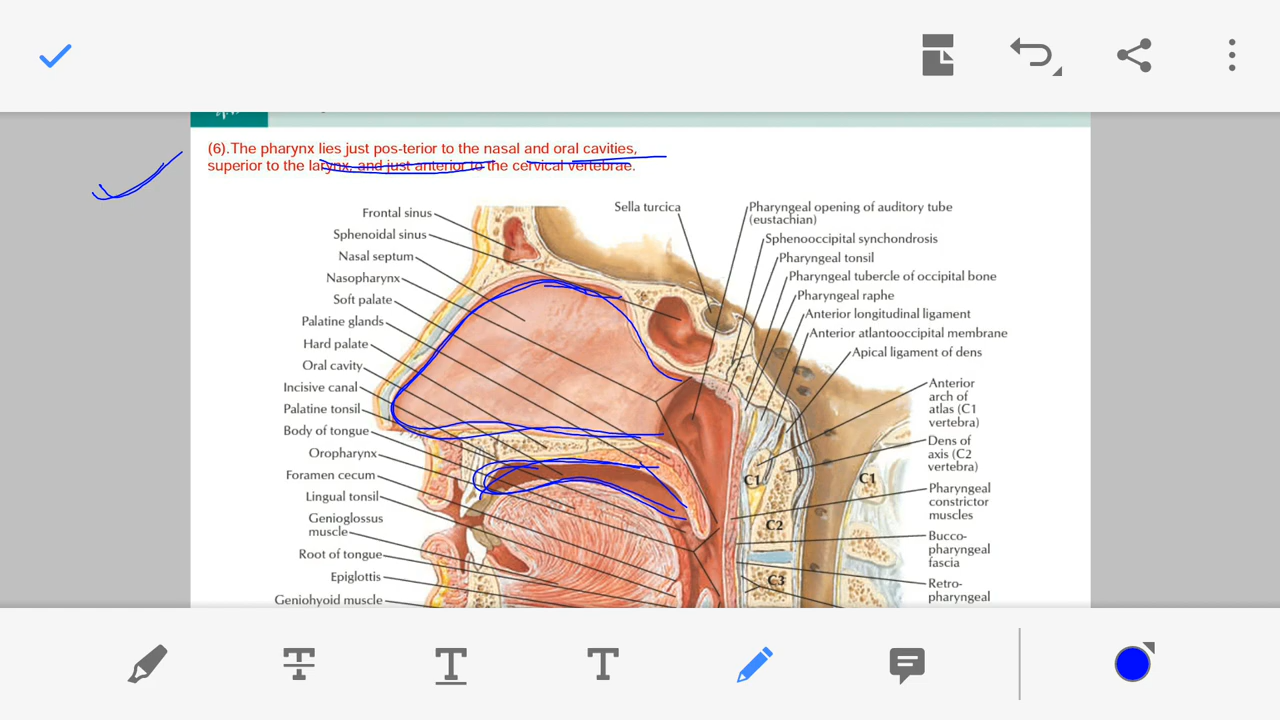 (6).The pharynx lies just pos-terior to the nasal and oral cavities,
superior to the larynx, and just anterior to the cervical vertebrae.
Frontal sinus
Sphenoidal sinus
Nasal septum
Nasopharynx
Soft palate
Palatine glands
Hard palate
Oral cavity
Incisive canal
Palatine tonsil
Body of tongue
Oropharynx
Foramen cecum
Lingual tonsil
Genioglossus
muscle
Root of tongue
Epiglottis
Geniohyoid muscle
Sella turcica
Pharyngeal opening of auditory tube
(eustachian)
Sphenooccipital synchondrosis
Pharyngeal tonsil
Pharyngeal tubercle of occipital bone
Pharyngeal raphe
Anterior longitudinal ligament
Anterior atlantooccipital membrane
Apical ligament of dens
Anterior
arch of
atlas (C1
vertebra)
Dens of
axis (C2
vertebra)
Pharyngeal
constrictor
muscles
Bucco-
pharyngeal
fascia
Retro-
pharyngeal
C1
C1
C2
C3
T
T
T